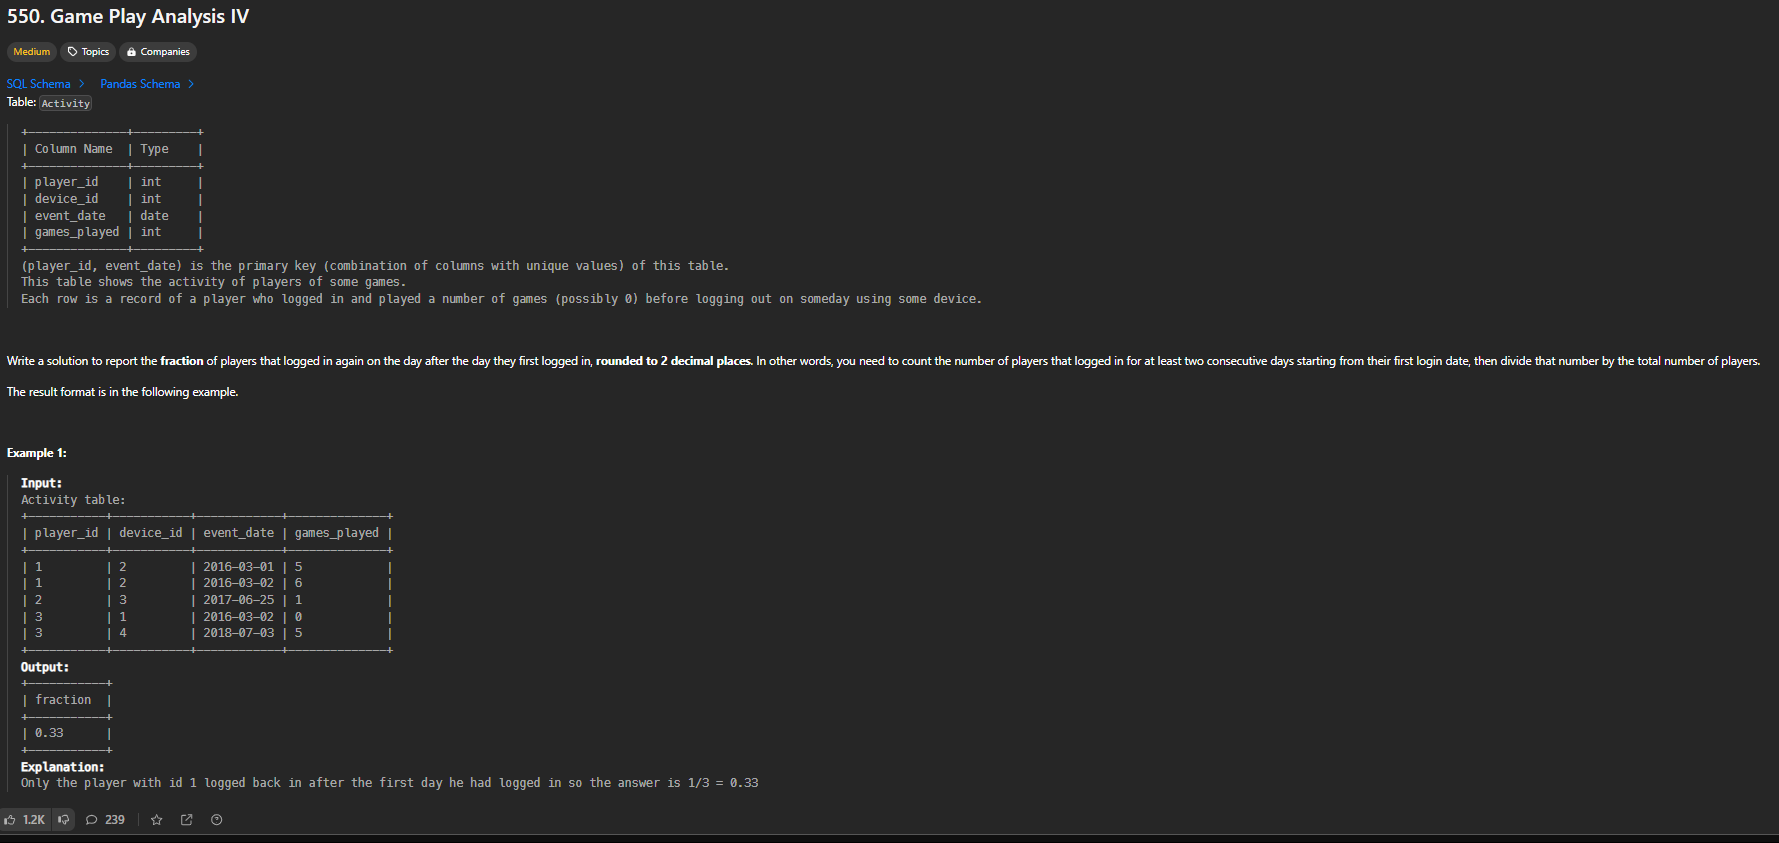 550. Game Play Analysis IV
Medium Topics Companies
SQL Schema > Pandas Schema >
Table: Activity
+--------------+---------+
| Column Name | Type |
+--------------+---------+
| player_id | int |
| device_id | int |
| event_date | date |
| games_played | int |
+--------------+---------+
(player_id, event_date) is the primary key (combination of columns with unique values) of this table.
This table shows the activity of players of some games.
Each row is a record of a player who logged in and played a number of games (possibly 0) before logging out on someday using some device.
Write a solution to report the fraction of players that logged in again on the day after the day they first logged in, rounded to 2 decimal places. In other words, you need to count the number of players that logged in for at least two consecutive days starting from their first login date, then divide that number by the total number of players.
The result format is in the following example.
Example 1:
Input:
Activity table:
+-----------+-----------+------------+--------------+
| player_id | device_id | event_date | games_played |
+-----------+-----------+------------+--------------+
| 1 | 2 | 2016-03-01 | 5 |
| 1 | 2 | 2016-03-02 | 6 |
| 2 | 3 | 2017-06-25 | 1 |
| 3 | 1 | 2016-03-02 | 0 |
| 3 | 4 | 2018-07-03 | 5 |
+-----------+-----------+------------+--------------+
Output:
+-----------+
| fraction |
+-----------+
| 0.33 |
+-----------+
Explanation:
Only the player with id 1 logged back in after the first day he had logged in so the answer is 1/3 = 0.33
1.2K 239